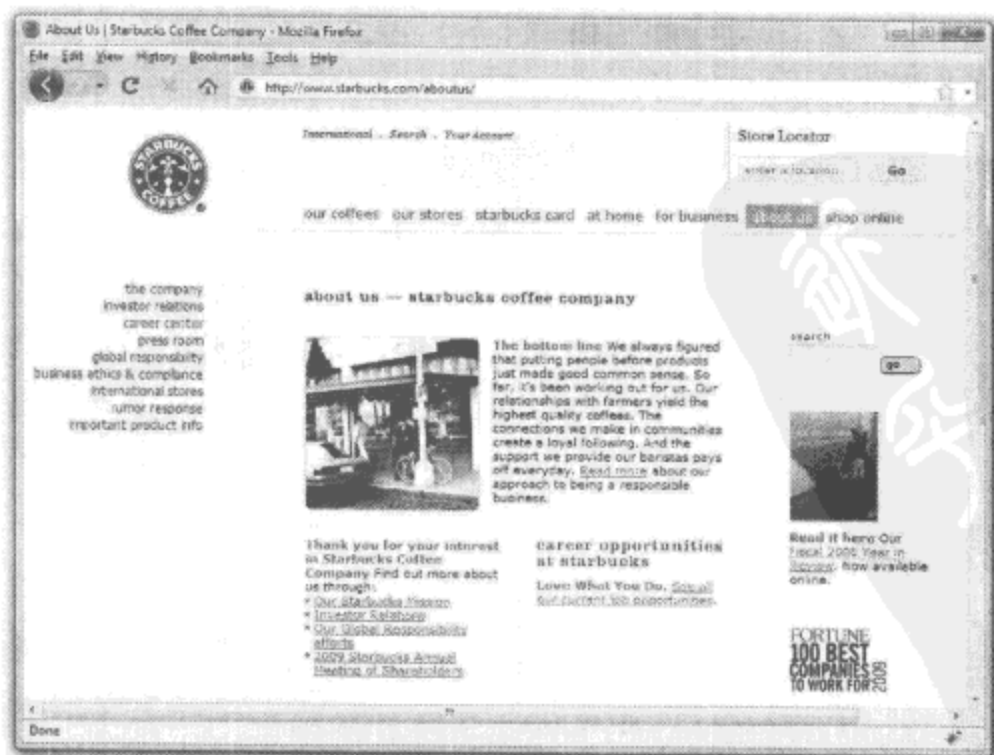 About Us | Starbucks Coffee Company - Mozilla Firefox
File Edit View History Bookmarks Tools Help
http://www.starbucks.com/aboutus/
STARBUCKS
COFFEE
International Search Your Account
Store Locator
enter a location Go
our coffees our stores starbucks card at home for business about us shop online
the company
investor relations
career center
press room
global responsibility
business ethics & compliance
international stores
rumor response
important product info
about us — starbucks coffee company
The bottom line We always figured
that putting people before products
just made good common sense. So
far, it's been working out for us. Our
relationships with farmers yield the
highest quality coffees. The
connections we make in communities
create a loyal following. And the
support we provide our baristas pays
off everyday. Read more about our
approach to being a responsible
business.
Thank you for your interest
in Starbucks Coffee
Company Find out more about
us through:
* Our Starbucks Mission
* Investor Relations
* Our Global Responsibility
efforts
* 2009 Starbucks Annual
Meeting of Shareholders
career opportunities
at starbucks
Love What You Do. See all
our current job opportunities.
search
go
Read it here Our
Fiscal 2008 Year in
Review, now available
online.
FORTUNE
100 BEST
COMPANIES
TO WORK FOR 2009
Done